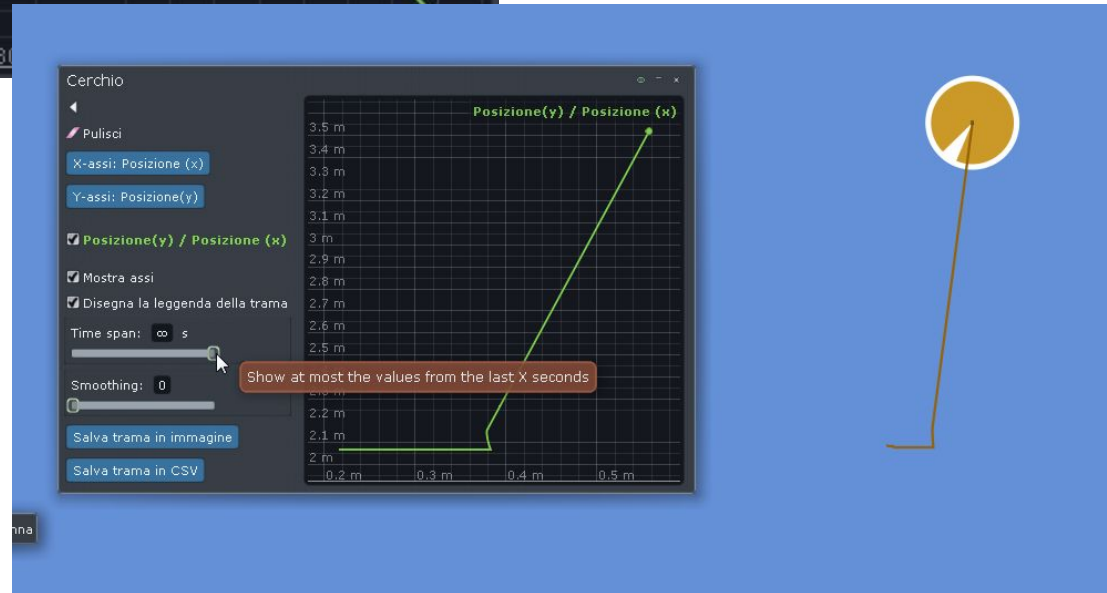 Cerchio
Pulisci
X-assi: Posizione (x)
Y-assi: Posizione(y)
Posizione(y) / Posizione (x)
Mostra assi
Disegna la leggenda della trama
Time span: ∞ s
Smoothing: 0
Salva trama in immagine
Salva trama in CSV
Posizione(y) / Posizione (x)
3.5 m
3.4 m
3.3 m
3.2 m
3.1 m
3 m
2.9 m
2.8 m
2.7 m
2.6 m
2.5 m
Show at most the values from the last X seconds
2.2 m
2.1 m
2 m
0.2 m 0.3 m 0.4 m 0.5 m